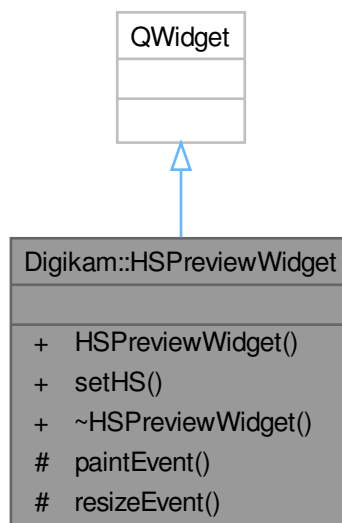 QWidget
Digikam::HSPreviewWidget
+ HSPreviewWidget()
+ setHS()
+ ~HSPreviewWidget()
# paintEvent()
# resizeEvent()